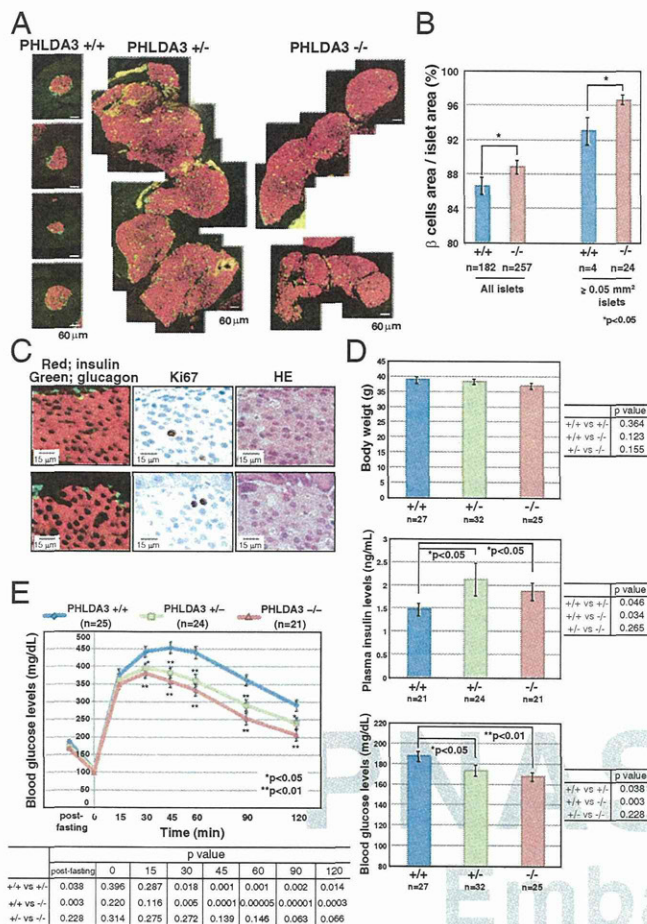 A
PHLDA3 +/+
PHLDA3 +/-
PHLDA3 -/-
60 μm
60 μm
60 μm
B
β cells area / islet area (%)
100
96
92
88
84
80
*
*
+/+
-/-
+/+
-/-
n=182
n=257
n=4
n=24
All islets
≥ 0.05 mm² islets
*p<0.05
C
Red; insulin
Green; glucagon
Ki67
HE
15 μm
15 μm
15 μm
15 μm
15 μm
15 μm
D
Body weigt (g)
45
40
35
30
25
20
15
10
5
0
+/+
+/-
-/-
n=27
n=32
n=25
p value
+/+ vs +/- 0.364
+/+ vs -/- 0.123
+/- vs -/- 0.155
Plasma insulin levels (ng/mL)
3
2.5
2
1.5
1
0.5
0
*p<0.05
*p<0.05
+/+
+/-
-/-
n=21
n=24
n=21
p value
+/+ vs +/- 0.046
+/+ vs -/- 0.034
+/- vs -/- 0.265
Blood glucose levels (mg/dL)
220
200
180
160
140
120
100
80
60
**p<0.01
*p<0.05
+/+
+/-
-/-
n=27
n=32
n=25
p value
+/+ vs +/- 0.038
+/+ vs -/- 0.003
+/- vs -/- 0.228
E
PHLDA3 +/+
(n=25)
PHLDA3 +/-
(n=24)
PHLDA3 -/-
(n=21)
Blood glucose levels (mg/dL)
500
450
400
350
300
250
200
150
100
50
0
*p<0.05
**p<0.01
post-fasting
0
15
30
45
60
90
120
Time (min)
p value
post-fasting 0 15 30 45 60 90 120
+/+ vs +/- 0.038 0.396 0.287 0.018 0.001 0.001 0.002 0.014
+/+ vs -/- 0.003 0.220 0.116 0.005 0.0001 0.00005 0.00001 0.0003
+/- vs -/- 0.228 0.314 0.275 0.272 0.139 0.146 0.063 0.066
PNAS
Emba